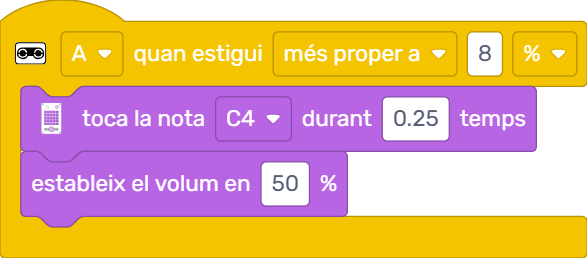 A quan estigui més proper a 8 %
toca la nota C4 durant 0.25 temps
estableix el volum en 50 %